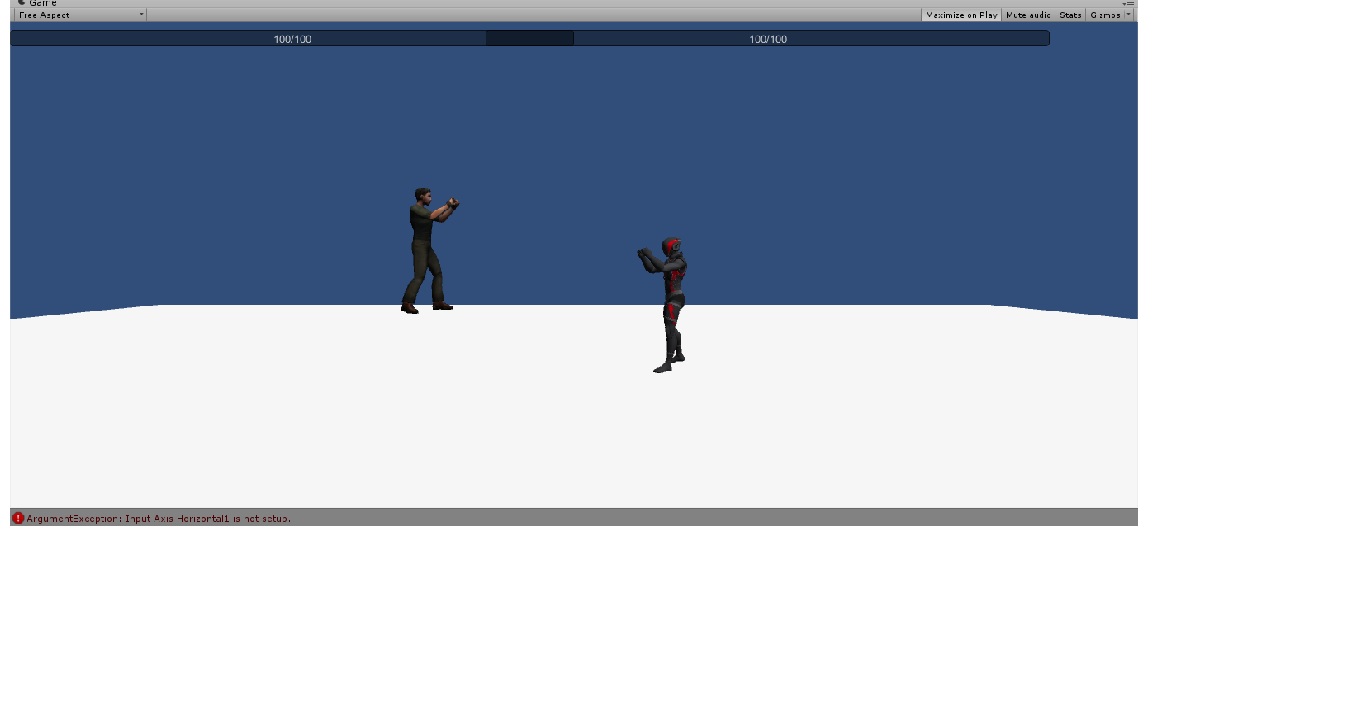 Game
Free Aspect Maximize on Play Mute audio Stats Gizmos
100/100 100/100
ArgumentException: Input Axis Horizontal1 is not setup.